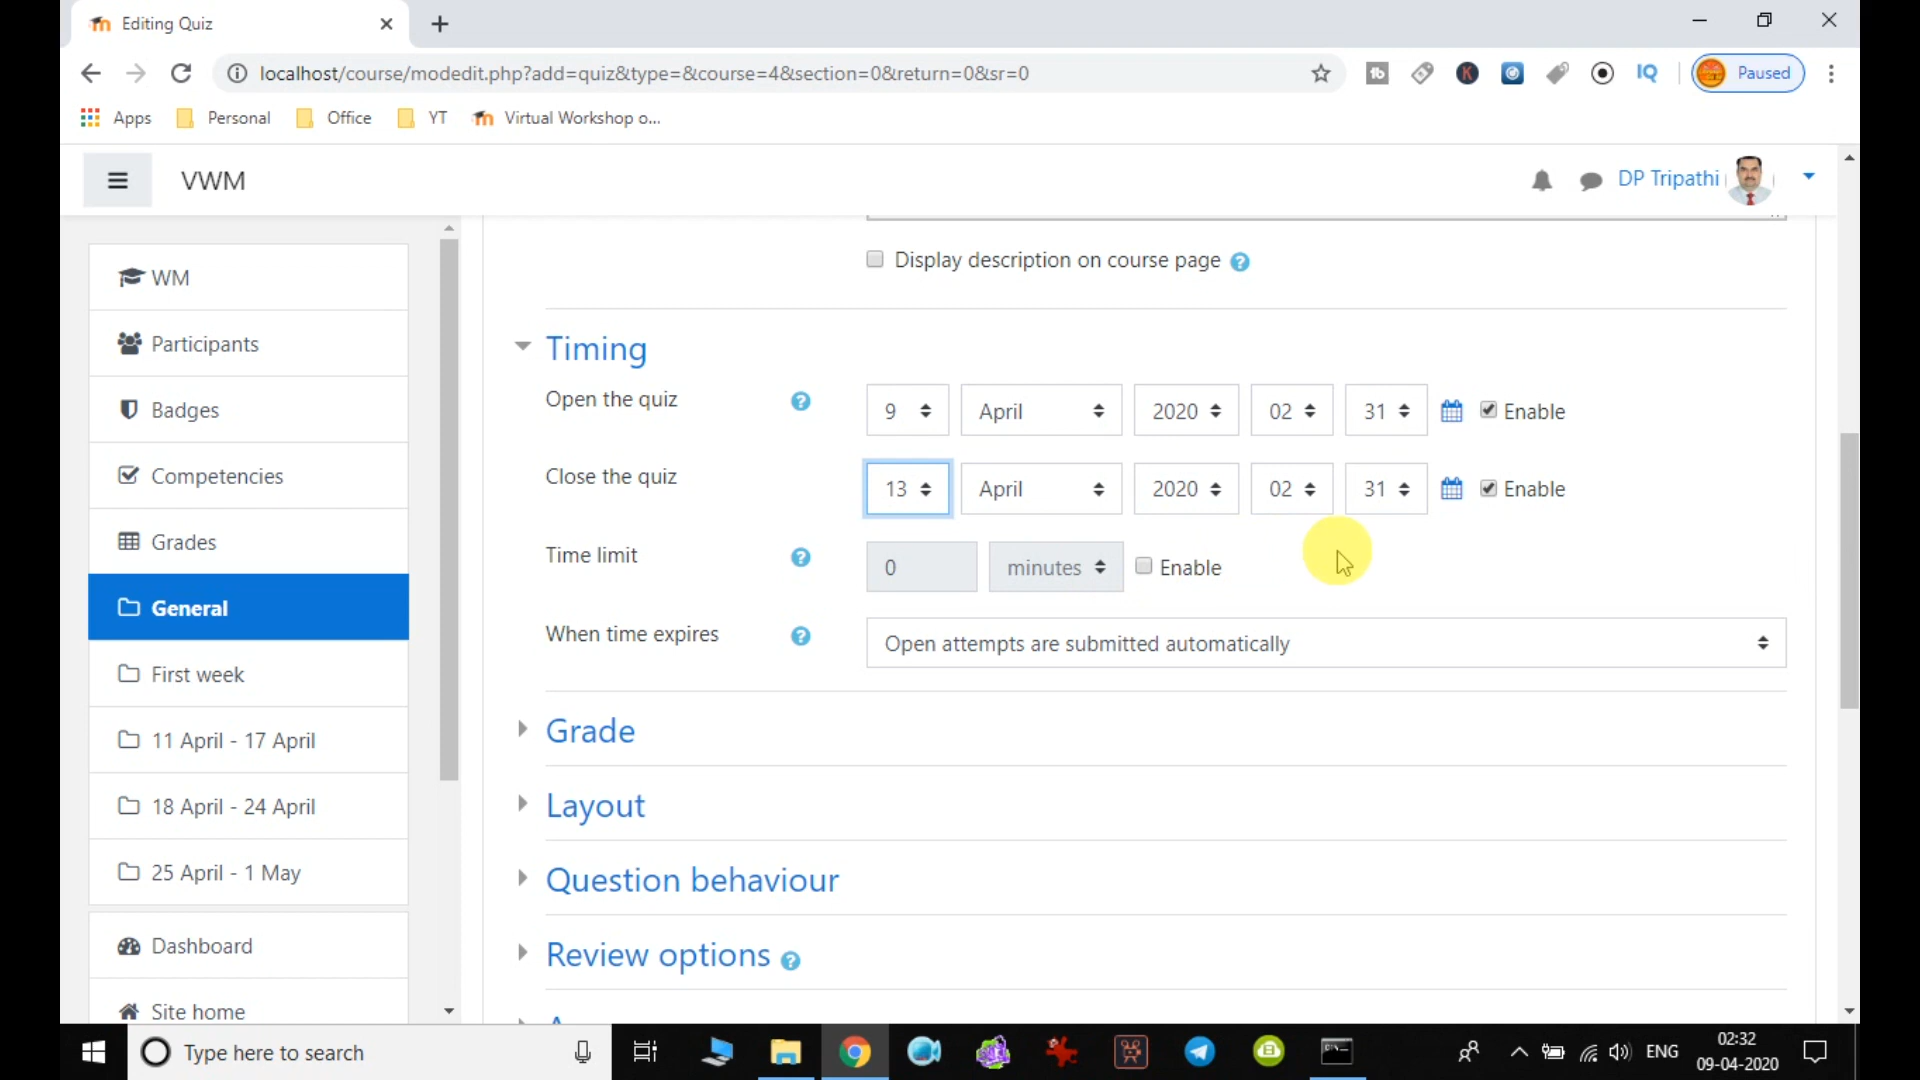 Editing Quiz
localhost/course/modedit.php?add=quiz&type=&course=4&section=0&return=0&sr=0
tb
K
IQ
Paused
Apps
Personal
Office
YT
Virtual Workshop o...
VWM
DP Tripathi
WM
Participants
Badges
Competencies
Grades
General
First week
11 April - 17 April
18 April - 24 April
25 April - 1 May
Dashboard
Site home
Display description on course page
Timing
Open the quiz
9 April 2020 02 31 Enable
Close the quiz
13 April 2020 02 31 Enable
Time limit
0 minutes Enable
When time expires
Open attempts are submitted automatically
Grade
Layout
Question behaviour
Review options
Type here to search
ENG
02:32
09-04-2020